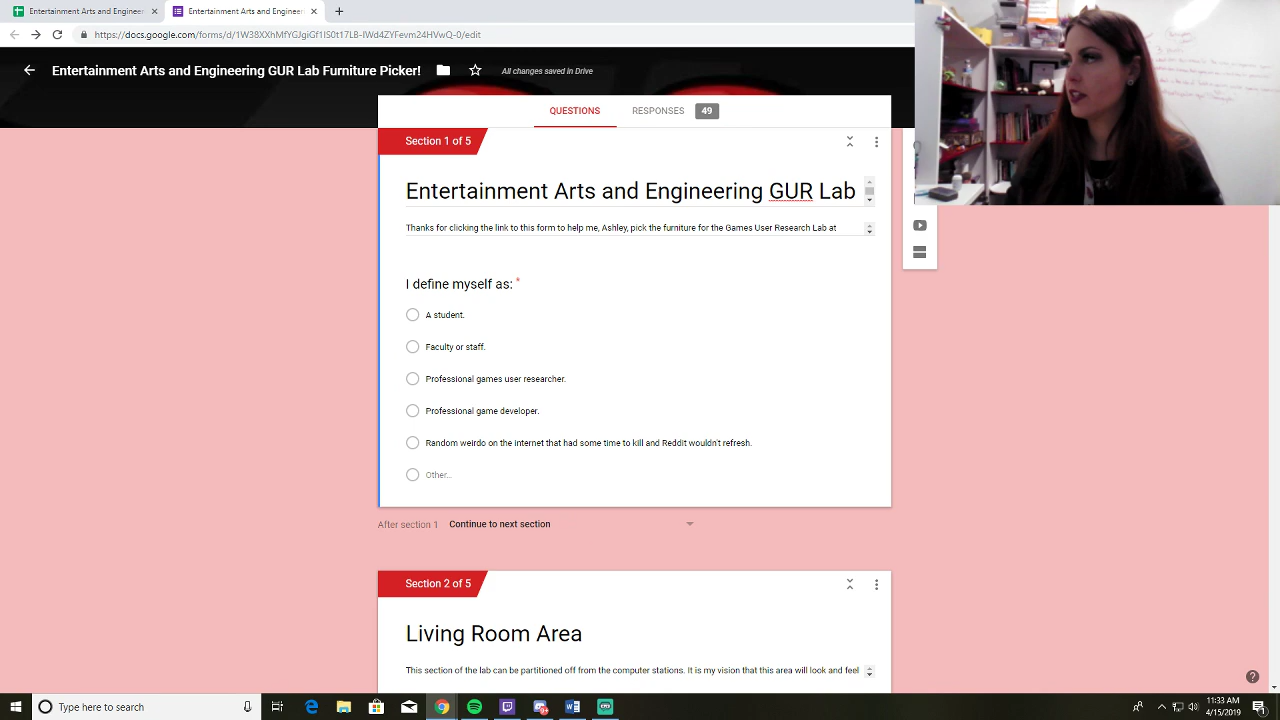 Entertainment Arts and Engineeri
Entertainment Arts and Enginee
https://docs.google.com/forms/d/
/edit
Entertainment Arts and Engineering GUR Lab Furniture Picker!
All changes saved in Drive
QUESTIONS
RESPONSES
49
Section 1 of 5
Entertainment Arts and Engineering GUR Lab
Thanks for clicking the link to this form to help me, Ashley, pick the furniture for the Games User Research Lab at
I define myself as: *
A student.
Faculty or staff.
Professional games user researcher.
Professional game developer.
Random weirdo on the internet that had some time to kill and Reddit wouldn't refresh.
Other...
After section 1 Continue to next section
Section 2 of 5
Living Room Area
This section of the lab can be partitioned off from the computer stations. It is my vision that this area will look and feel
Type here to search
11:33 AM
4/15/2019